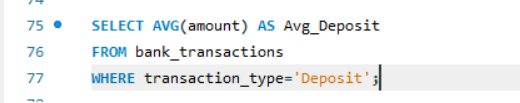 75 SELECT AVG(amount) AS Avg_Deposit
76 FROM bank_transactions
77 WHERE transaction_type='Deposit';